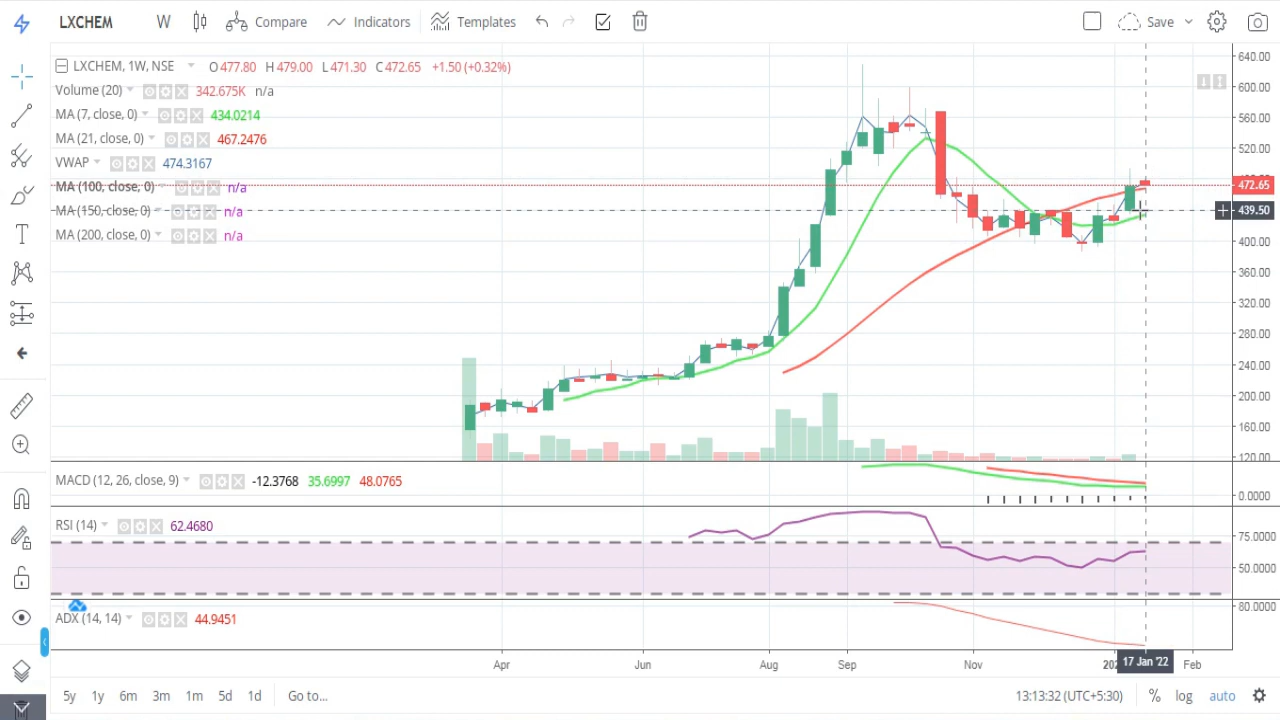 LXCHEM W Compare Indicators Templates Save
LXCHEM, 1W, NSE O477.80 H479.00 L471.30 C472.65 +1.50 (+0.32%)
Volume (20) 342.675K n/a
MA (7, close, 0) 434.0214
MA (21, close, 0) 467.2476
VWAP 474.3167
MA (100, close, 0) n/a
MA (150, close, 0) n/a
MA (200, close, 0) n/a
640.00
600.00
560.00
520.00
472.65
439.50
400.00
360.00
320.00
280.00
240.00
200.00
160.00
120.00
MACD (12, 26, close, 9) -12.3768 35.6997 48.0765
0.0000
RSI (14) 62.4680
75.0000
50.0000
ADX (14, 14) 44.9451
80.0000
Apr Jun Aug Sep Nov 17 Jan '22 Feb
5y 1y 6m 3m 1m 5d 1d Go to... 13:13:32 (UTC+5:30) % log auto